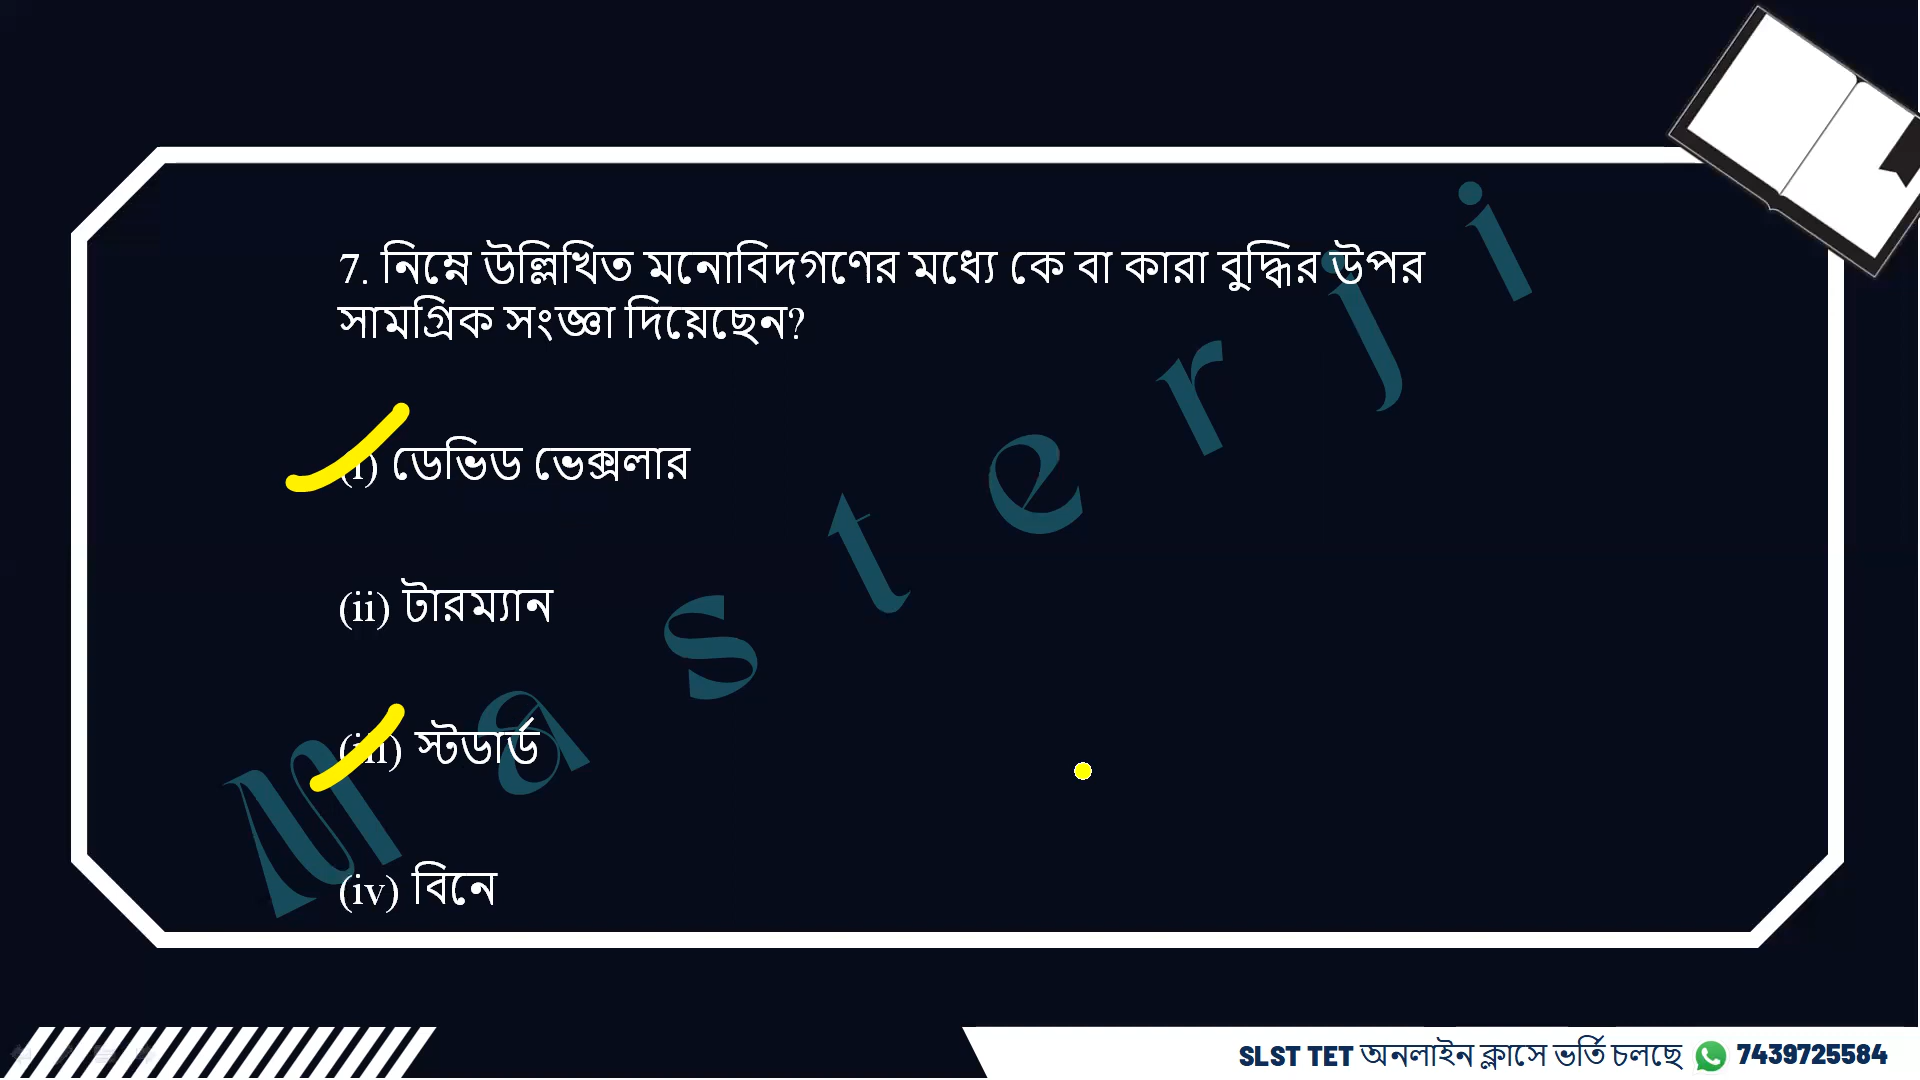 7. নিম্নে উল্লিখিত মনোবিদগণের মধ্যে কে বা কারা বুদ্ধির উপর
সামগ্রিক সংজ্ঞা দিয়েছেন?
(i) ডেভিড ভেক্সলার
(ii) টারম্যান
(iii) স্টডার্ড
(iv) বিনে
Masterji
SLST TET অনলাইন ক্লাসে ভর্তি চলছে 7439725584